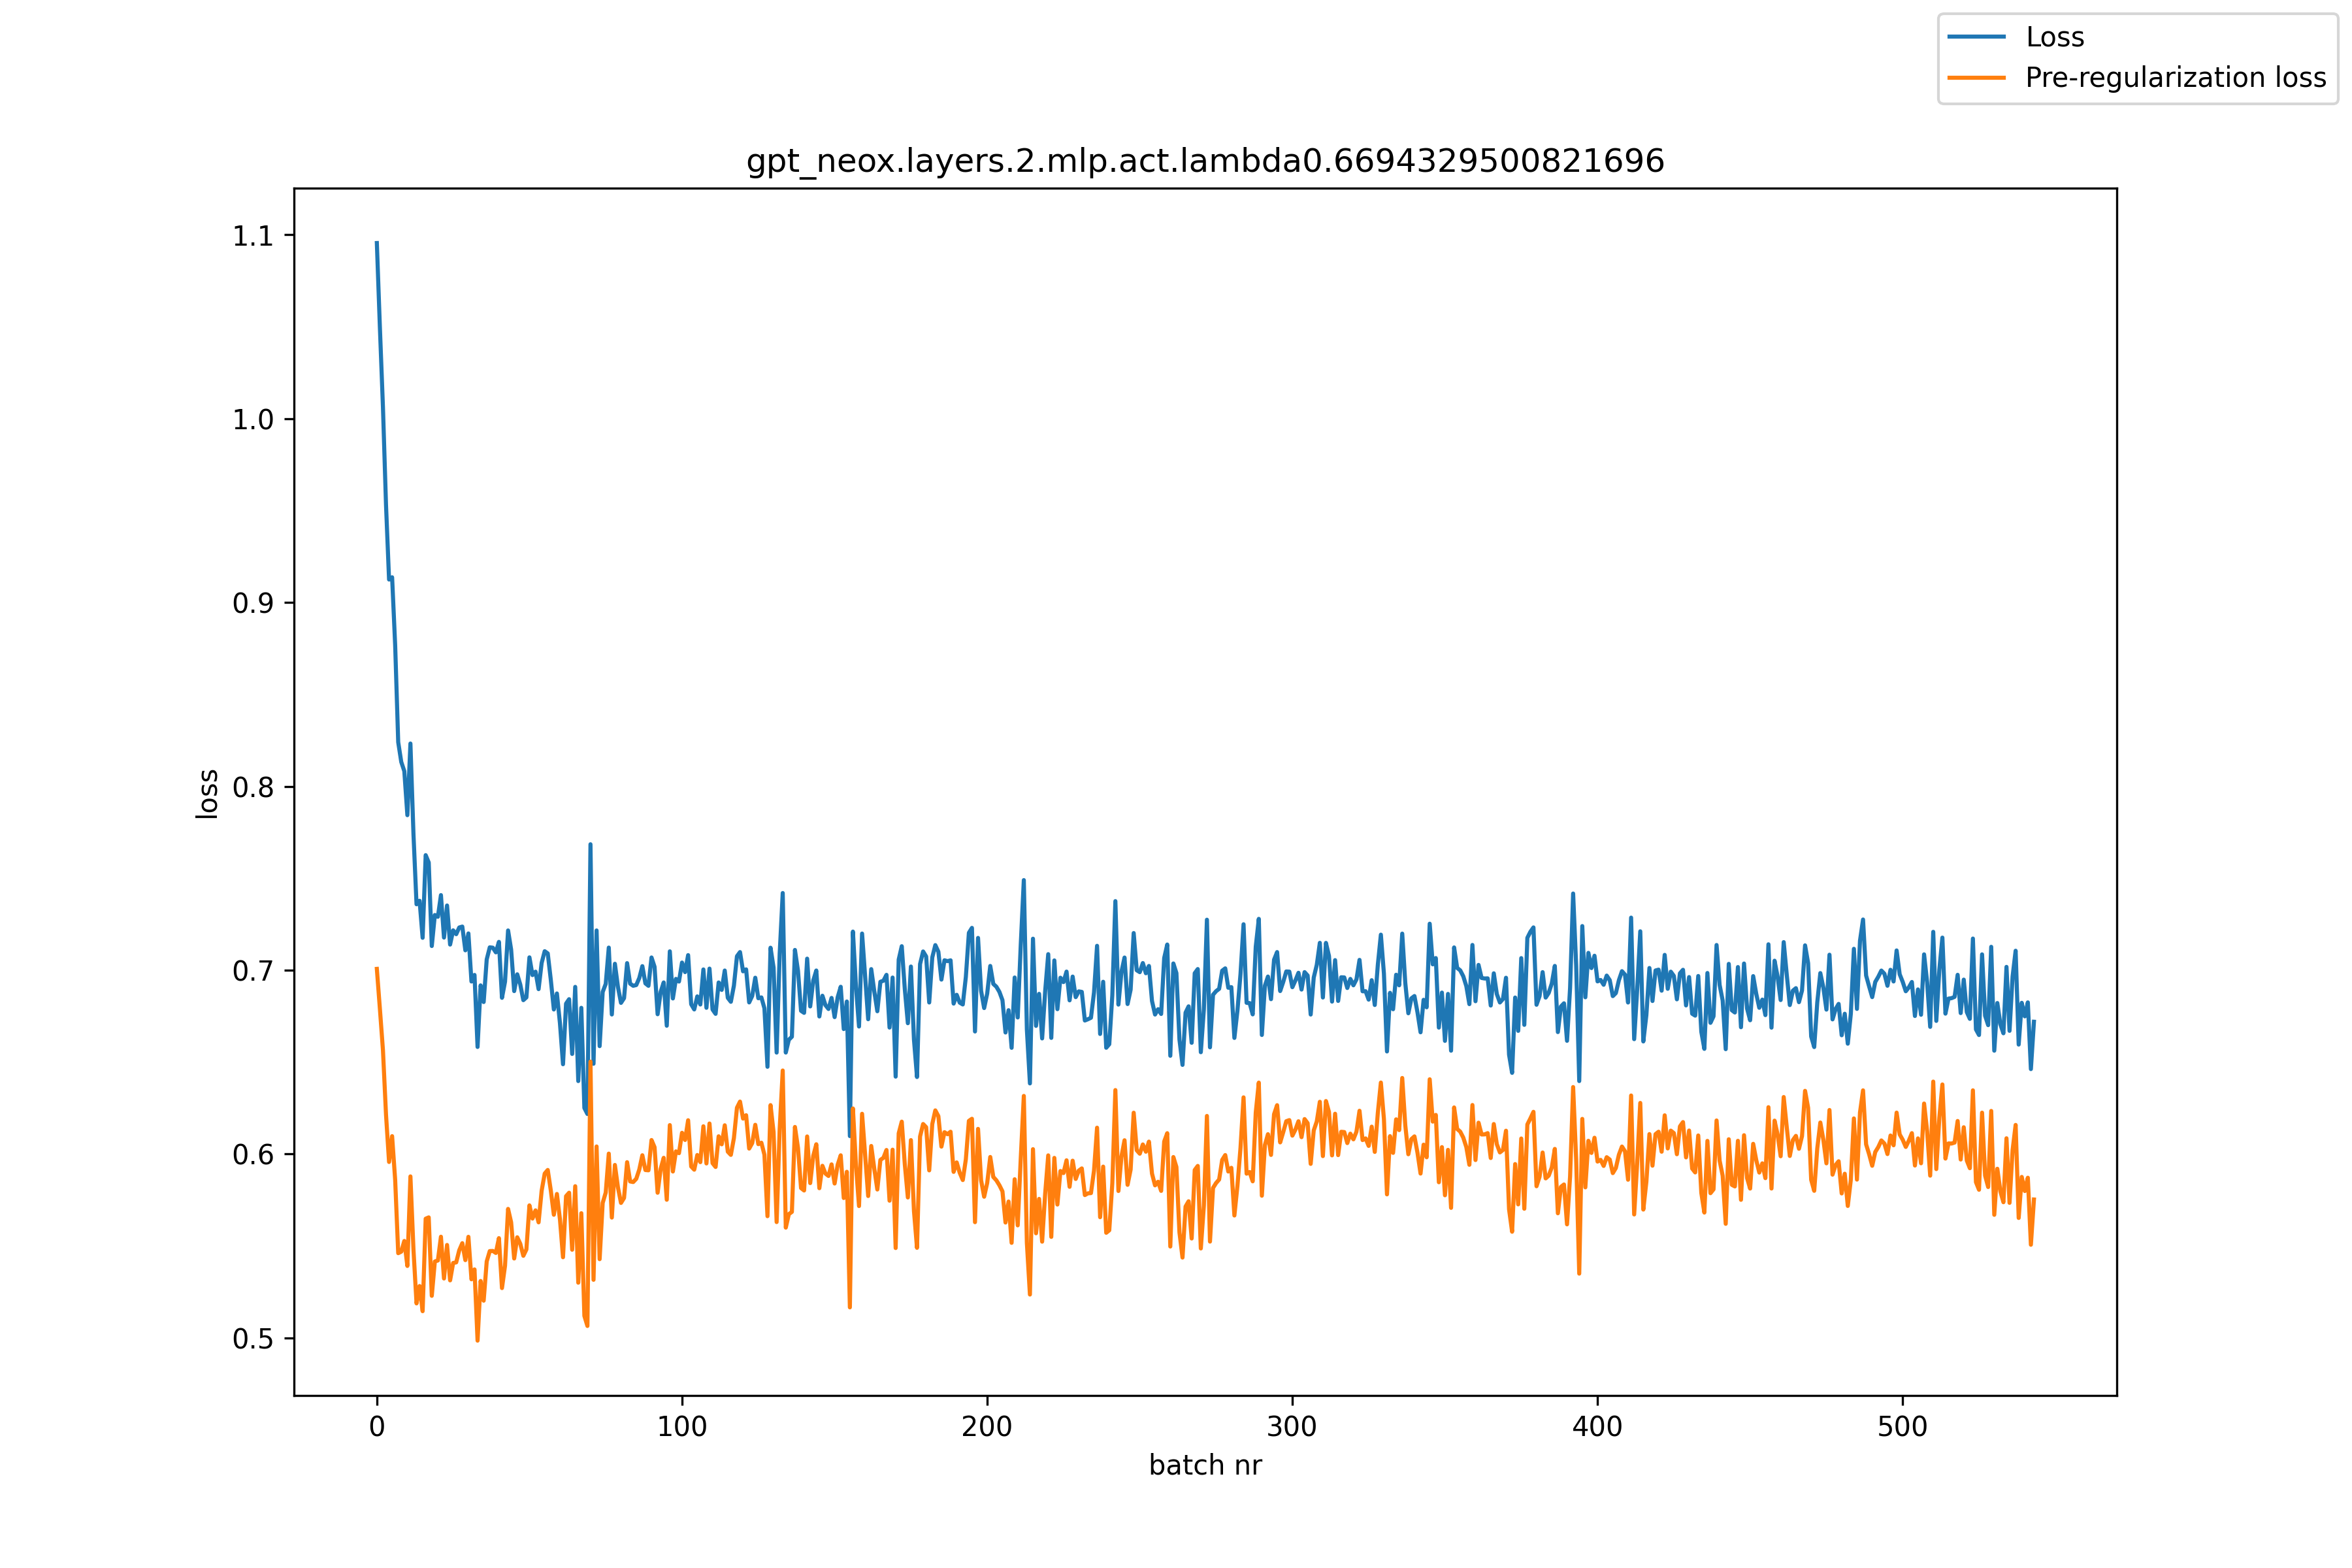 Loss
Pre-regularization loss
gpt_neox.layers.2.mlp.act.lambda0.6694329500821696
1.1
1.0
0.9
0.8
0.7
0.6
0.5
loss
0 100 200 300 400 500
batch nr